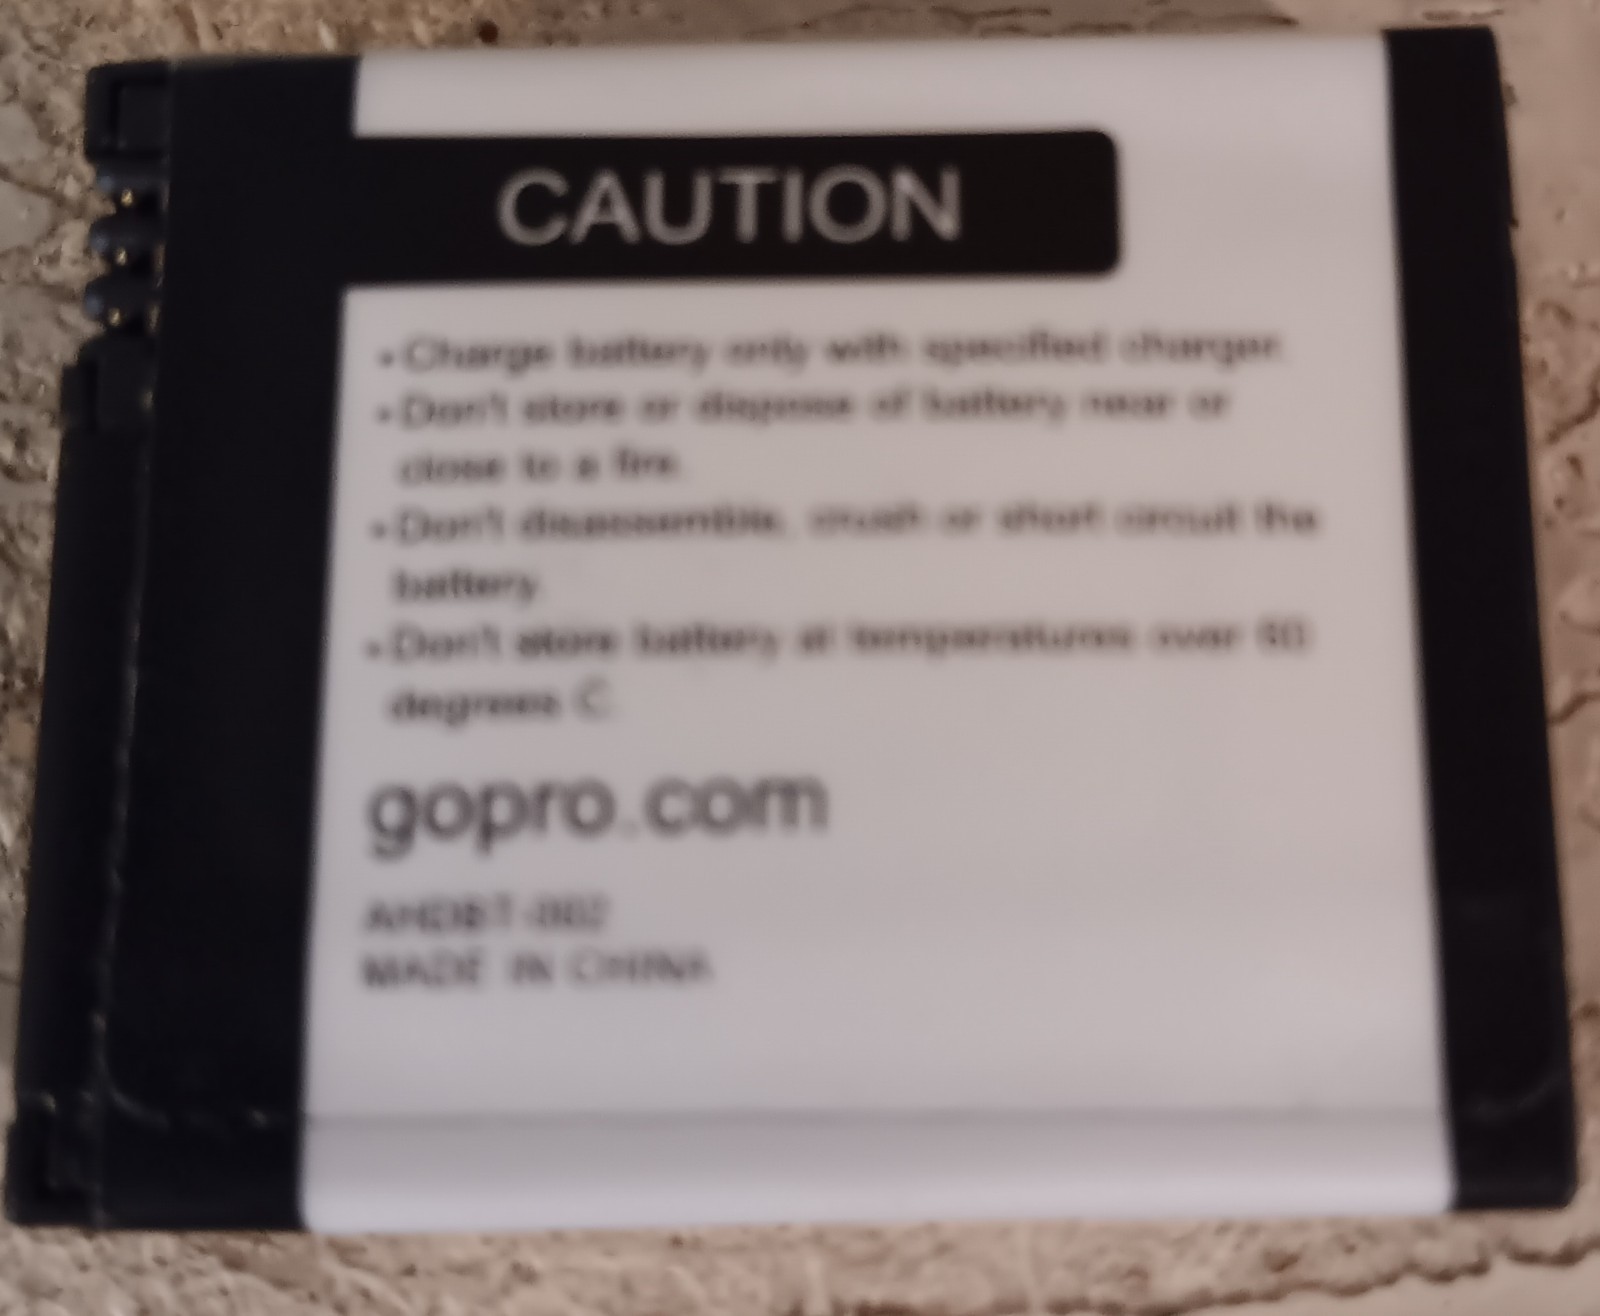 CAUTION
• Charge battery only with specified charger.
• Don't store or dispose of battery near or
close to a fire.
• Don't disassemble, crush or short circuit the
battery.
• Don't store battery at temperatures over 60
degrees C.
gopro.com
AHDBT-002
MADE IN CHINA